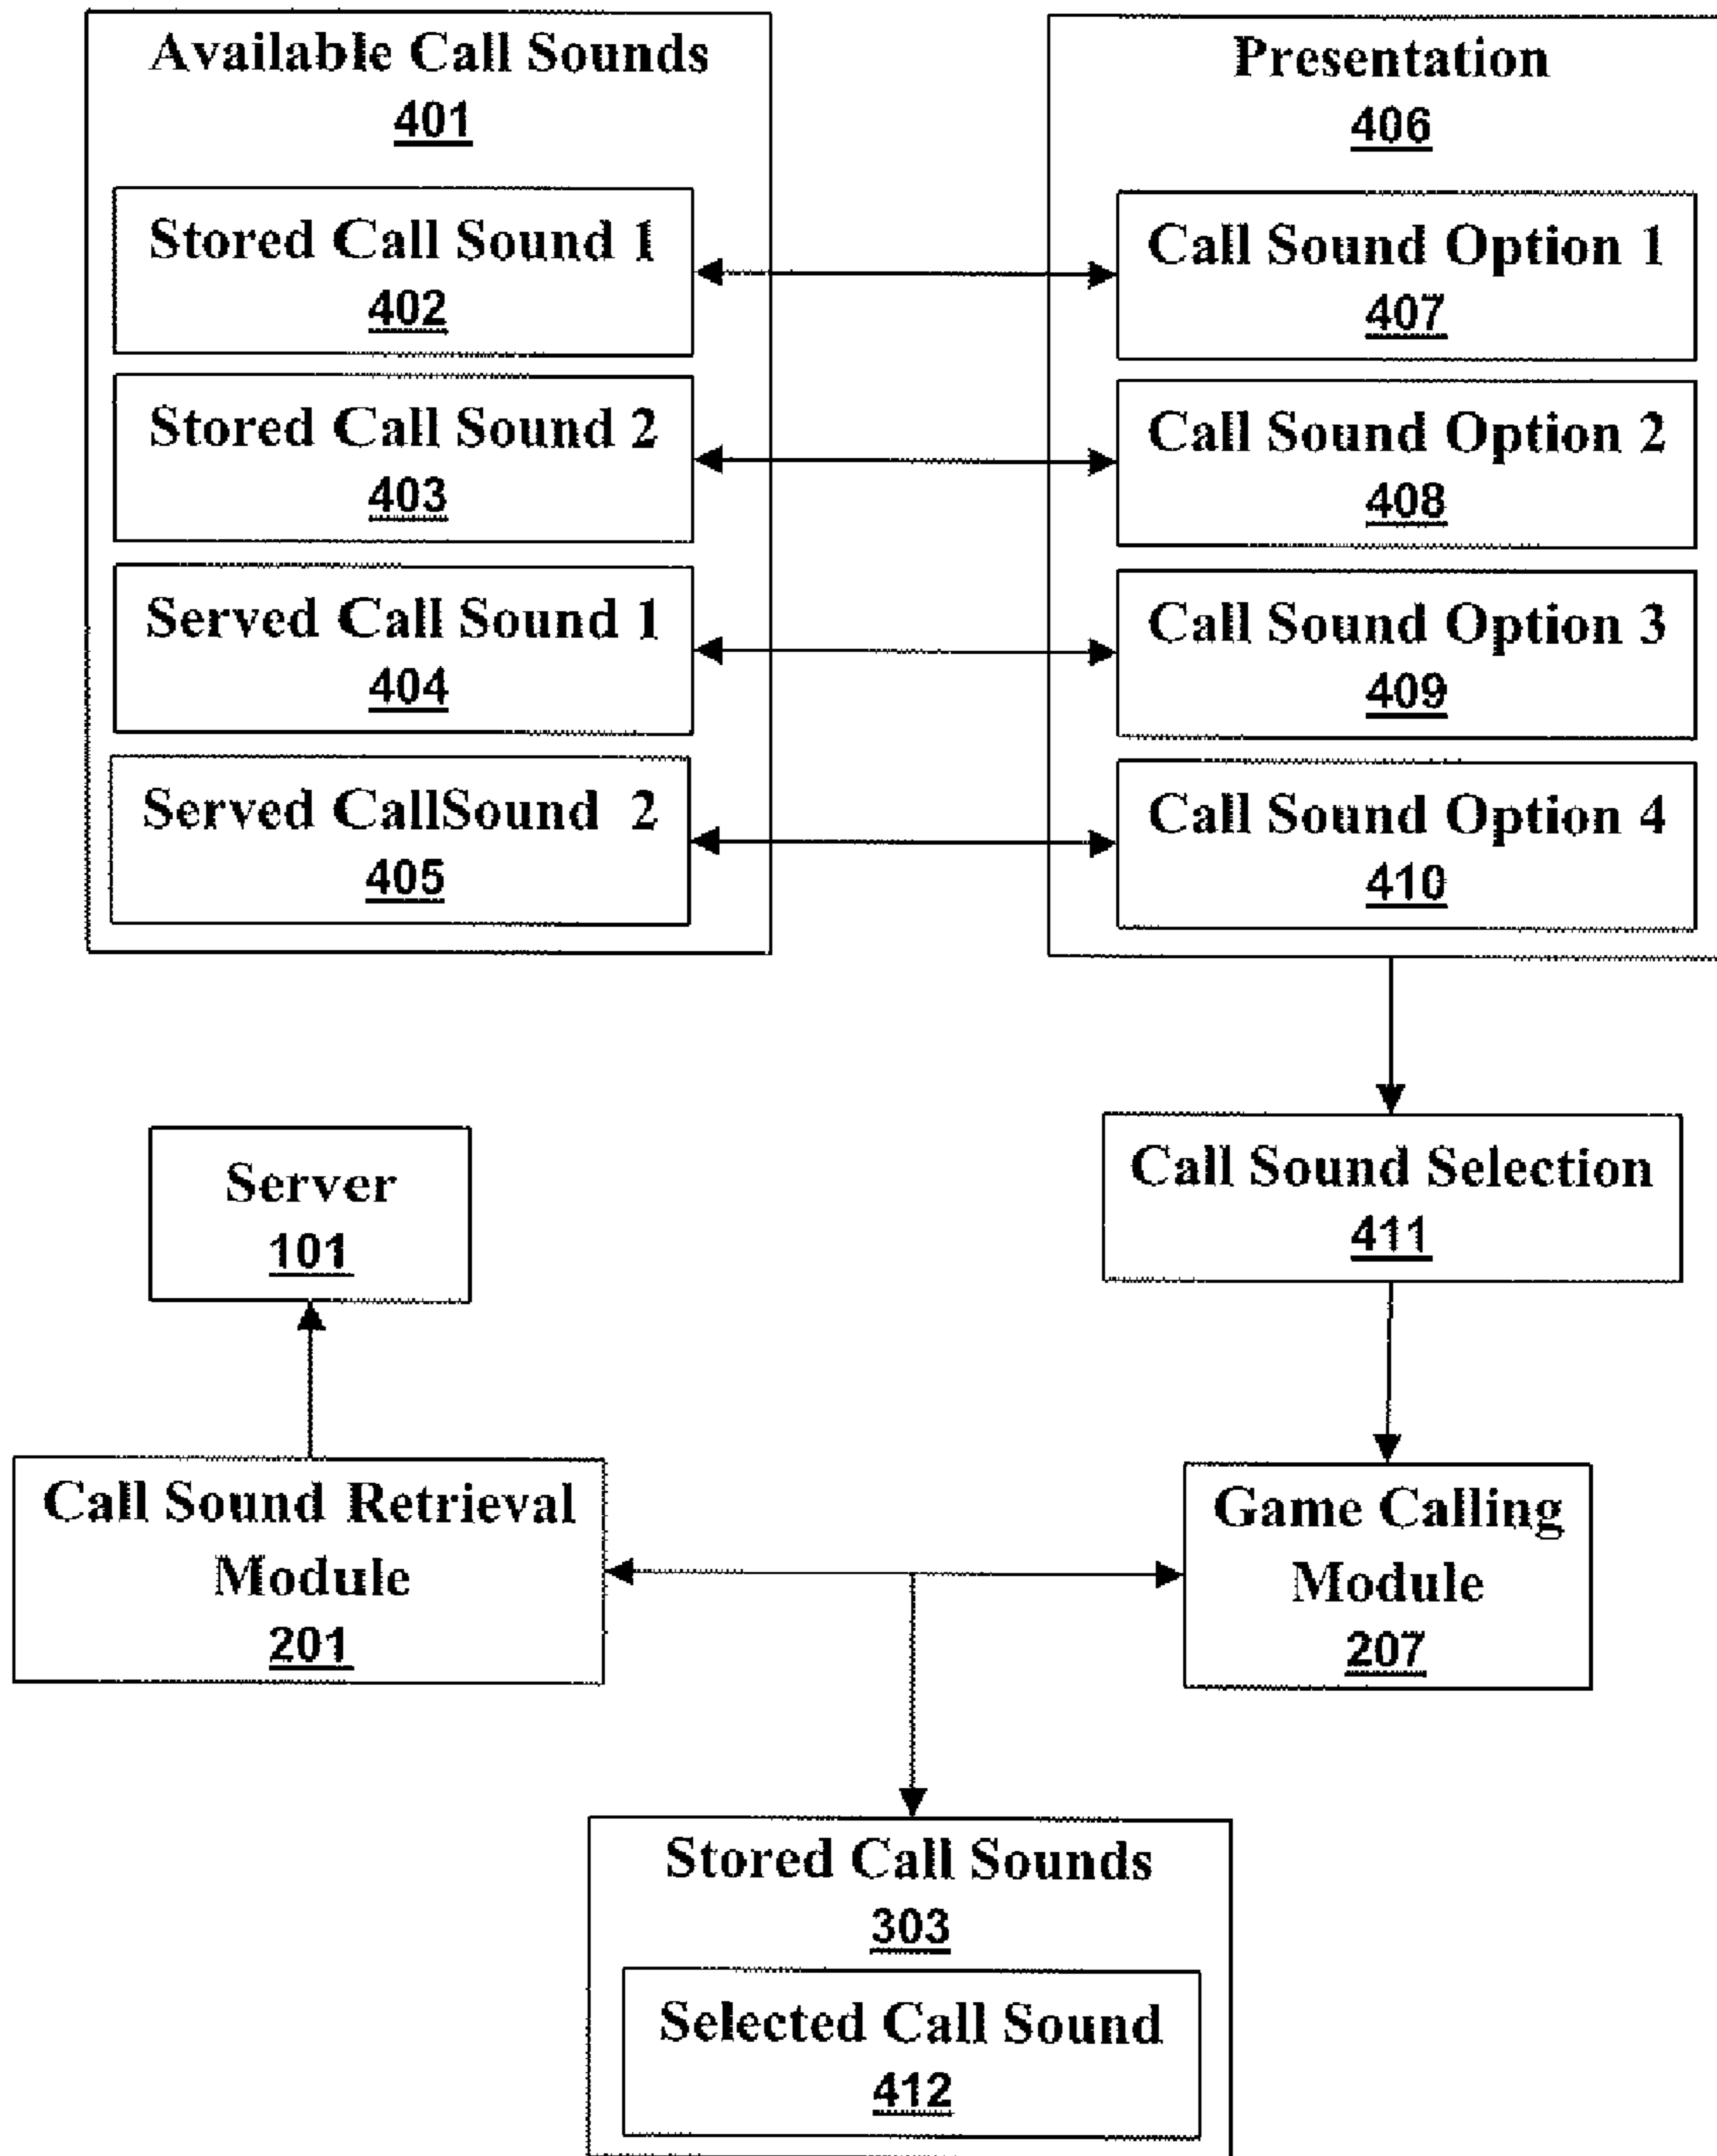 Available Call Sounds
401
Stored Call Sound 1
402
Stored Call Sound 2
403
Served Call Sound 1
404
Served CallSound 2
405
Presentation
406
Call Sound Option 1
407
Call Sound Option 2
408
Call Sound Option 3
409
Call Sound Option 4
410
Call Sound Selection
411
Server
101
Call Sound Retrieval
Module
201
Game Calling
Module
207
Stored Call Sounds
303
Selected Call Sound
412